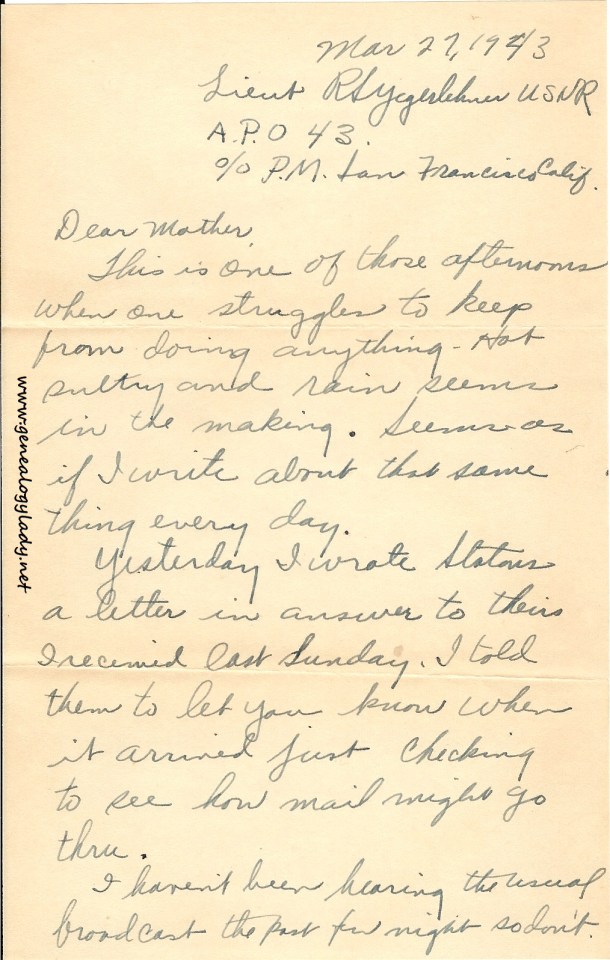 Mar 27, 1943
Lieut RS Yegerlehner USNR
A.P.O 43.
c/o P.M. San Francisco Calif.
Dear Mother
This is one of those afternoons
when one struggles to keep
from doing anything - Hot
sultry and rain seems
in the making. Seems as
if I write about that same
thing every day.
Yesterday I wrote Statons
a letter in answer to theirs
I received last Sunday. I told
them to let you know when
it arrived just checking
to see how mail might go
thru.
I haven't been hearing the usual
broadcast the past few night so don't.
www.genealogylady.net